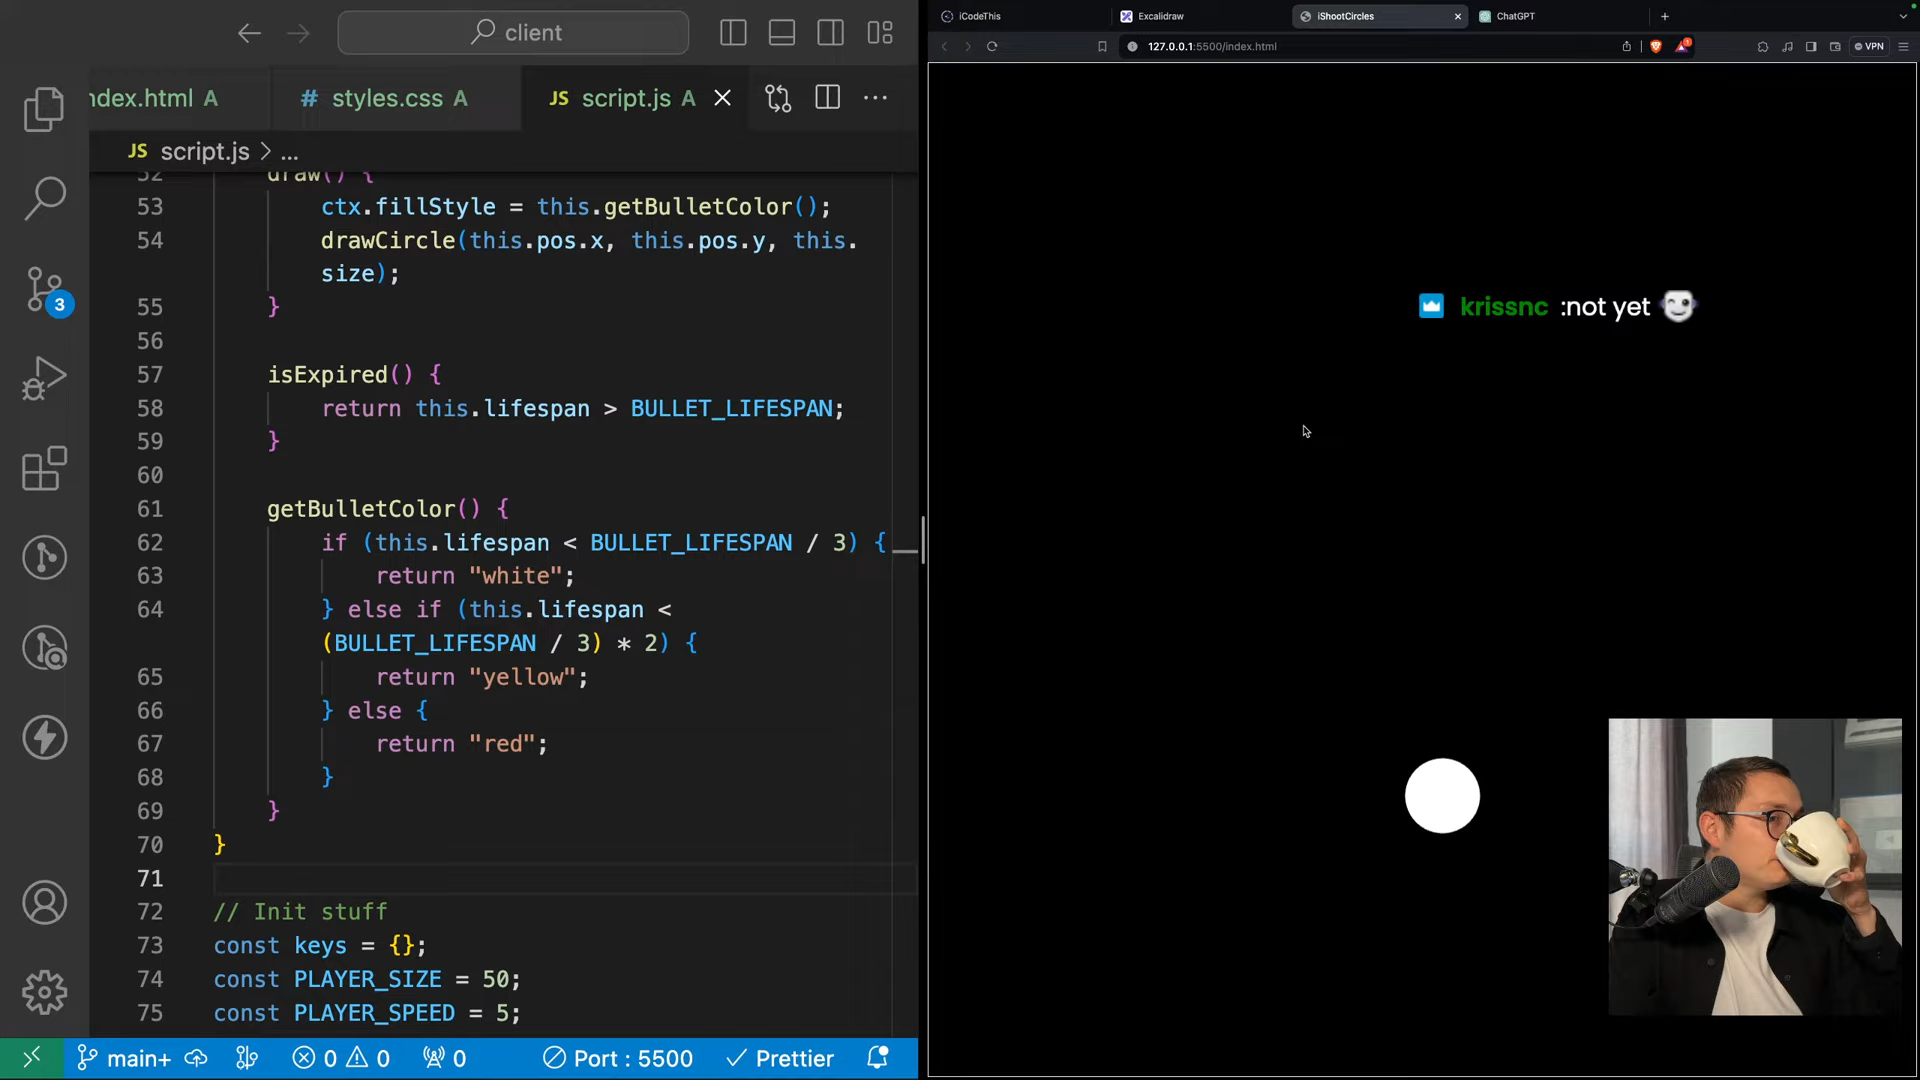 client
ndex.html A
# styles.css A
JS script.js A
JS script.js > ...
52 draw() {
53 ctx.fillStyle = this.getBulletColor();
54 drawCircle(this.pos.x, this.pos.y, this.
size);
55 }
56
57 isExpired() {
58 return this.lifespan > BULLET_LIFESPAN;
59 }
60
61 getBulletColor() {
62 if (this.lifespan < BULLET_LIFESPAN / 3) {
63 return "white";
64 } else if (this.lifespan <
(BULLET_LIFESPAN / 3) * 2) {
65 return "yellow";
66 } else {
67 return "red";
68 }
69 }
70 }
71
72 // Init stuff
73 const keys = {};
74 const PLAYER_SIZE = 50;
75 const PLAYER_SPEED = 5;
3
main+ 0 0 0 Port : 5500 Prettier
iCodeThis
Excalidraw
iShootCircles
ChatGPT
127.0.0.1:5500/index.html
1
VPN
krissnc :not yet